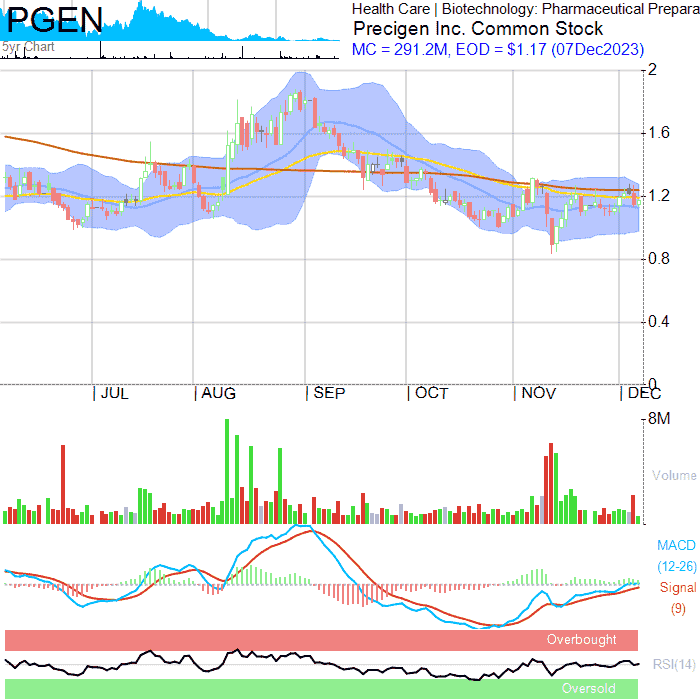 PGEN
5yr Chart
Health Care | Biotechnology: Pharmaceutical Prepara
Precigen Inc. Common Stock
MC = 291.2M, EOD = $1.17 (07Dec2023)
2
1.6
1.2
0.8
0.4
0
| JUL | AUG | SEP | OCT | NOV | DEC
8M
Volume
MACD
(12-26)
Signal
(9)
Overbought
RSI(14)
Oversold